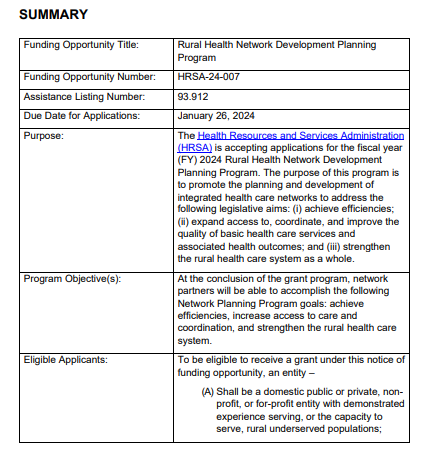 SUMMARY
Funding Opportunity Title:
Rural Health Network Development Planning
Program
Funding Opportunity Number:
HRSA-24-007
Assistance Listing Number:
93.912
Due Date for Applications:
January 26, 2024
Purpose:
The Health Resources and Services Administration
(HRSA) is accepting applications for the fiscal year
(FY) 2024 Rural Health Network Development
Planning Program. The purpose of this program is
to promote the planning and development of
integrated health care networks to address the
following legislative aims: (i) achieve efficiencies;
(ii) expand access to, coordinate, and improve the
quality of basic health care services and
associated health outcomes; and (iii) strengthen
the rural health care system as a whole.
Program Objective(s):
At the conclusion of the grant program, network
partners will be able to accomplish the following
Network Planning Program goals: achieve
efficiencies, increase access to care and
coordination, and strengthen the rural health care
system.
Eligible Applicants:
To be eligible to receive a grant under this notice of
funding opportunity, an entity –
(A) Shall be a domestic public or private, non-
profit, or for-profit entity with demonstrated
experience serving, or the capacity to
serve, rural underserved populations;